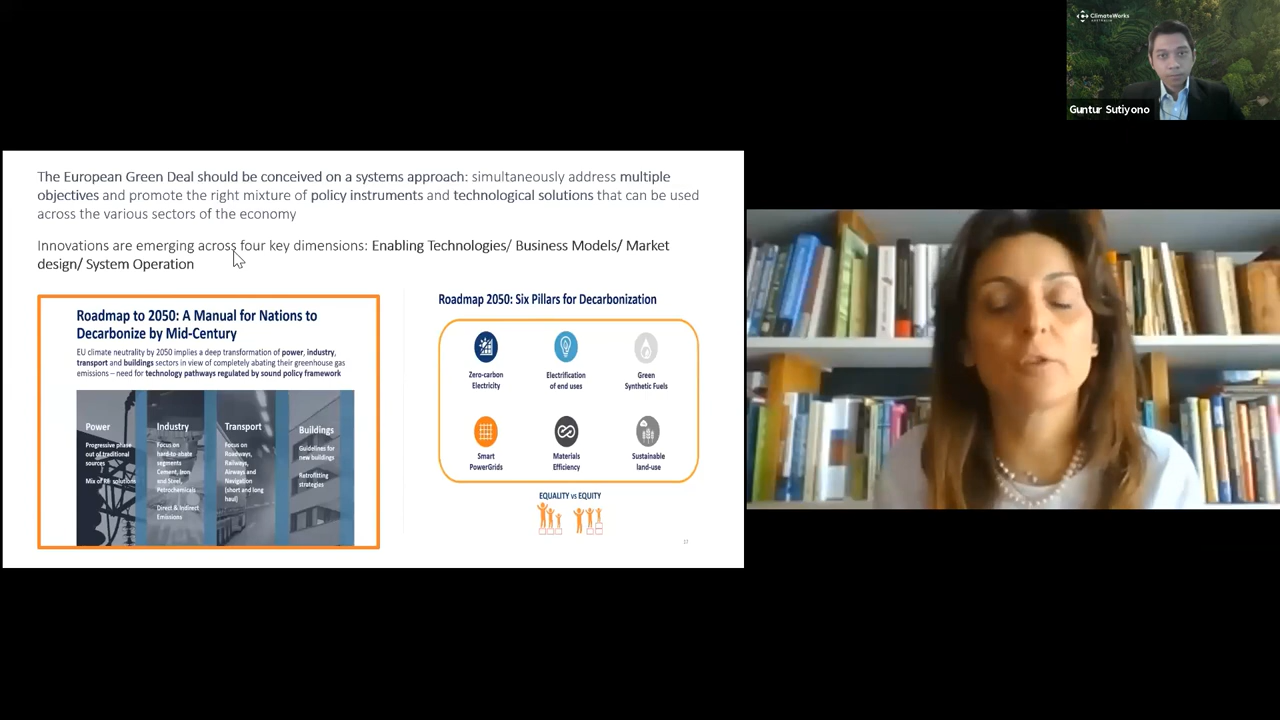 ClimateWorks
AUSTRALIA
Guntur Sutiyono
The European Green Deal should be conceived on a systems approach: simultaneously address multiple
objectives and promote the right mixture of policy instruments and technological solutions that can be used
across the various sectors of the economy
Innovations are emerging across four key dimensions: Enabling Technologies/ Business Models/ Market
design/ System Operation
Roadmap to 2050: A Manual for Nations to
Decarbonize by Mid-Century
EU climate neutrality by 2050 implies a deep transformation of power, industry,
transport and buildings sectors in view of completely abating their greenhouse gas
emissions – need for technology pathways regulated by sound policy framework
Power
Progressive phase
out of traditional
sources
Mix of RE solutions
Industry
Focus on
hard-to-abate
segments
Cement, Iron
and Steel,
Petrochemicals
Direct & Indirect
Emissions
Transport
Focus on
Roadways,
Railways,
Airways and
Navigation
(short and long
haul)
Buildings
Guidelines for
new buildings
Retrofitting
strategies
Roadmap 2050: Six Pillars for Decarbonization
Zero-carbon
Electricity
Electrification
of end uses
Green
Synthetic Fuels
Smart
PowerGrids
Materials
Efficiency
Sustainable
land-use
EQUALITY vs EQUITY